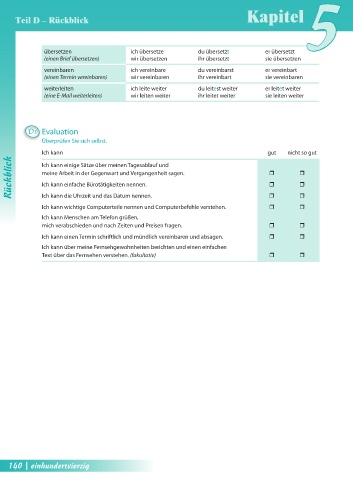 Teil D – Rückblick
Kapitel 5
übersetzen ich übersetze du übersetzt er übersetzt
(einen Brief übersetzen) wir übersetzen ihr übersetzt sie übersetzen
vereinbaren ich vereinbare du vereinbarst er vereinbart
(einen Termin vereinbaren) wir vereinbaren ihr vereinbart sie vereinbaren
weiterleiten ich leite weiter du leitest weiter er leitet weiter
(eine E-Mail weiterleiten) wir leiten weiter ihr leitet weiter sie leiten weiter
Evaluation
Überprüfen Sie sich selbst.
Ich kann gut nicht so gut
Ich kann einige Sätze über meinen Tagesablauf und
meine Arbeit in der Gegenwart und Vergangenheit sagen.
Ich kann einfache Bürotätigkeiten nennen.
Ich kann die Uhrzeit und das Datum nennen.
Ich kann wichtige Computerteile nennen und Computerbefehle verstehen.
Ich kann Menschen am Telefon grüßen,
mich verabschieden und nach Zeiten und Preisen fragen.
Ich kann einen Termin schriftlich und mündlich vereinbaren und absagen.
Ich kann über meine Fernsehgewohnheiten berichten und einen einfachen
Text über das Fernsehen verstehen. (fakultativ)
Rückblick
140 | einhundertvierzig